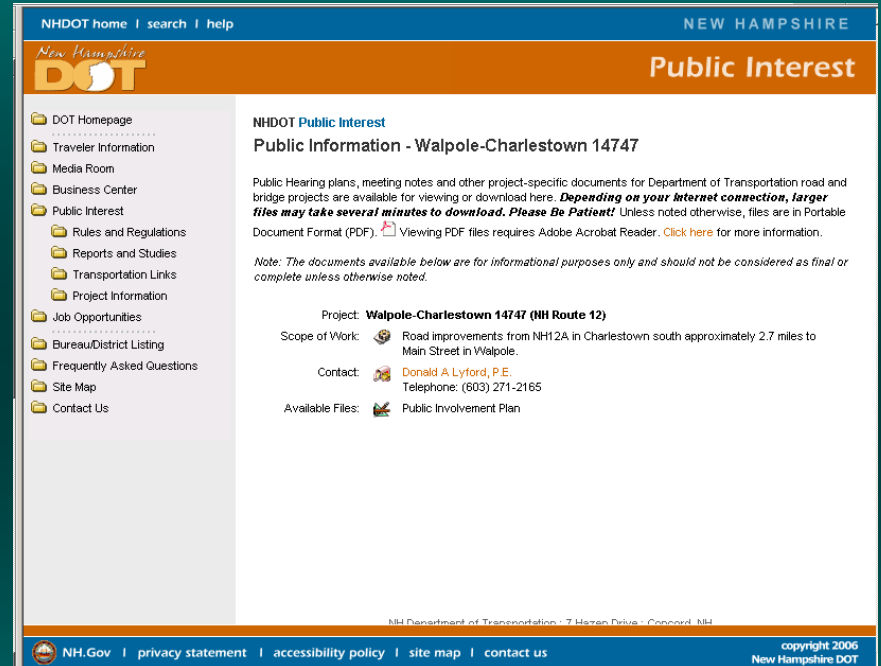 NHDOT home | search | help
NEW HAMPSHIRE
New Hampshire
DOT
Public Interest
DOT Homepage
Traveler Information
Media Room
Business Center
Public Interest
Rules and Regulations
Reports and Studies
Transportation Links
Project Information
Job Opportunities
Bureau/District Listing
Frequently Asked Questions
Site Map
Contact Us
NHDOT Public Interest
Public Information - Walpole-Charlestown 14747
Public Hearing plans, meeting notes and other project-specific documents for Department of Transportation road and
bridge projects are available for viewing or download here. Depending on your Internet connection, larger
files may take several minutes to download. Please Be Patient! Unless noted otherwise, files are in Portable
Document Format (PDF). Viewing PDF files requires Adobe Acrobat Reader. Click here for more information.
Note: The documents available below are for informational purposes only and should not be considered as final or
complete unless otherwise noted.
Project: Walpole-Charlestown 14747 (NH Route 12)
Scope of Work: Road improvements from NH12A in Charlestown south approximately 2.7 miles to
Main Street in Walpole.
Contact: Donald A Lyford, P.E.
Telephone: (603) 271-2165
Available Files: Public Involvement Plan
NH Department of Transportation : 7 Hazen Drive : Concord, NH
NH.Gov | privacy statement | accessibility policy | site map | contact us
copyright 2006
New Hampshire DOT